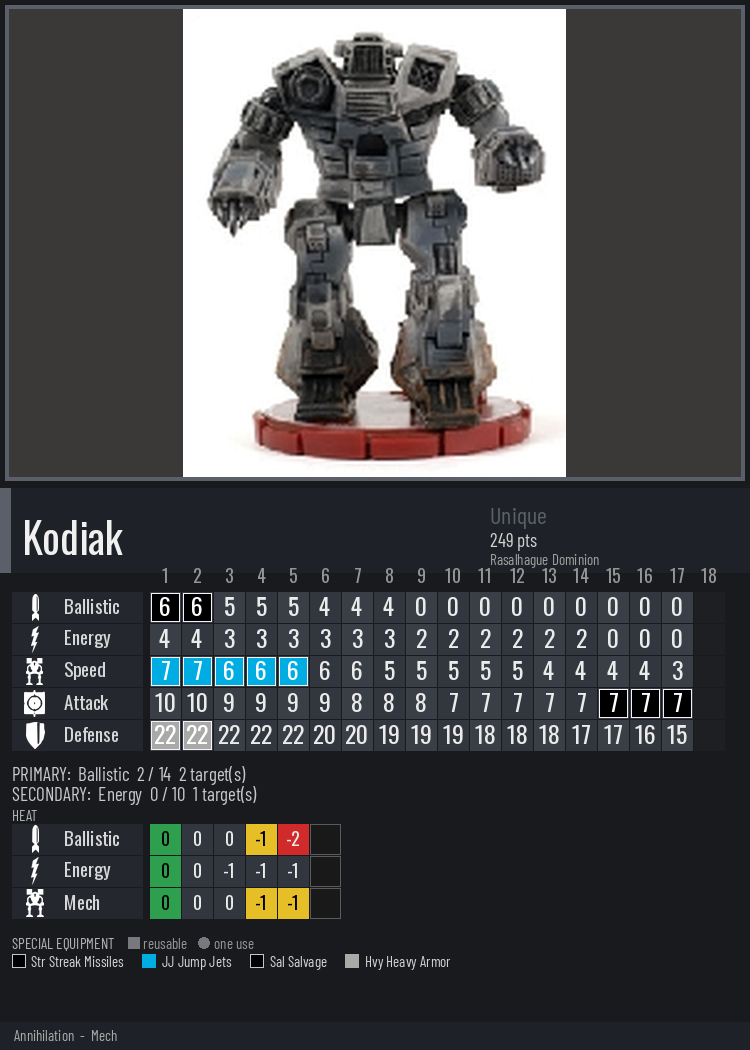 Kodiak
Unique
249 pts
Rasalhague Dominion
1 2 3 4 5 6 7 8 9 10 11 12 13 14 15 16 17 18
Ballistic 6 6 5 5 5 4 4 4 0 0 0 0 0 0 0 0 0
Energy 4 4 3 3 3 3 3 3 2 2 2 2 2 2 0 0 0
Speed 7 7 6 6 6 6 6 5 5 5 5 5 4 4 4 4 3
Attack 10 10 9 9 9 9 8 8 8 7 7 7 7 7 7 7 7
Defense 22 22 22 22 22 20 20 19 19 19 18 18 18 17 17 16 15
PRIMARY: Ballistic 2 / 14 2 target(s)
SECONDARY: Energy 0 / 10 1 target(s)
HEAT
Ballistic 0 0 0 -1 -2
Energy 0 0 -1 -1 -1
Mech 0 0 0 -1 -1
SPECIAL EQUIPMENT reusable one use
Str Streak Missiles JJ Jump Jets Sal Salvage Hvy Heavy Armor
Annihilation - Mech